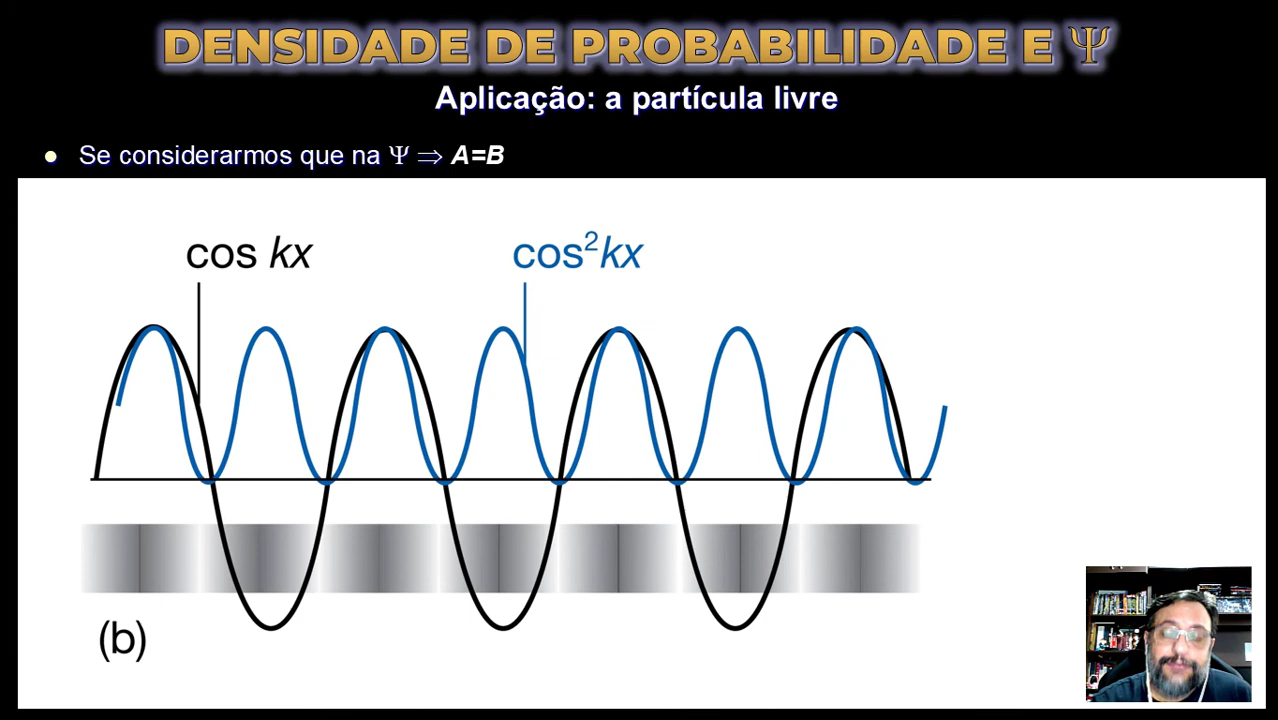 DENSIDADE DE PROBABILIDADE E Ψ
Aplicação: a partícula livre
● Se considerarmos que na Ψ ⇒ A=B
cos kx
cos²kx
(b)